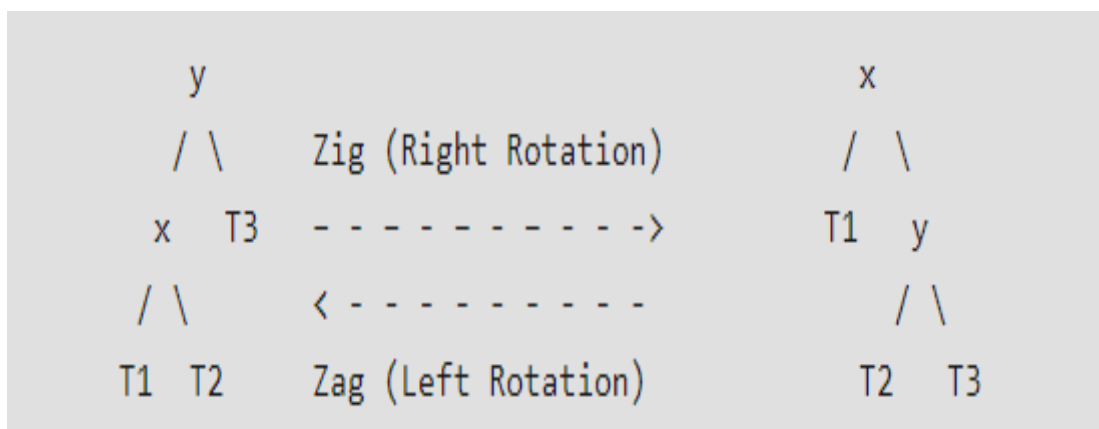 y x
/ \ Zig (Right Rotation) / \
x T3 - - - - - - - - - -> T1 y
/ \ < - - - - - - - - - / \
T1 T2 Zag (Left Rotation) T2 T3